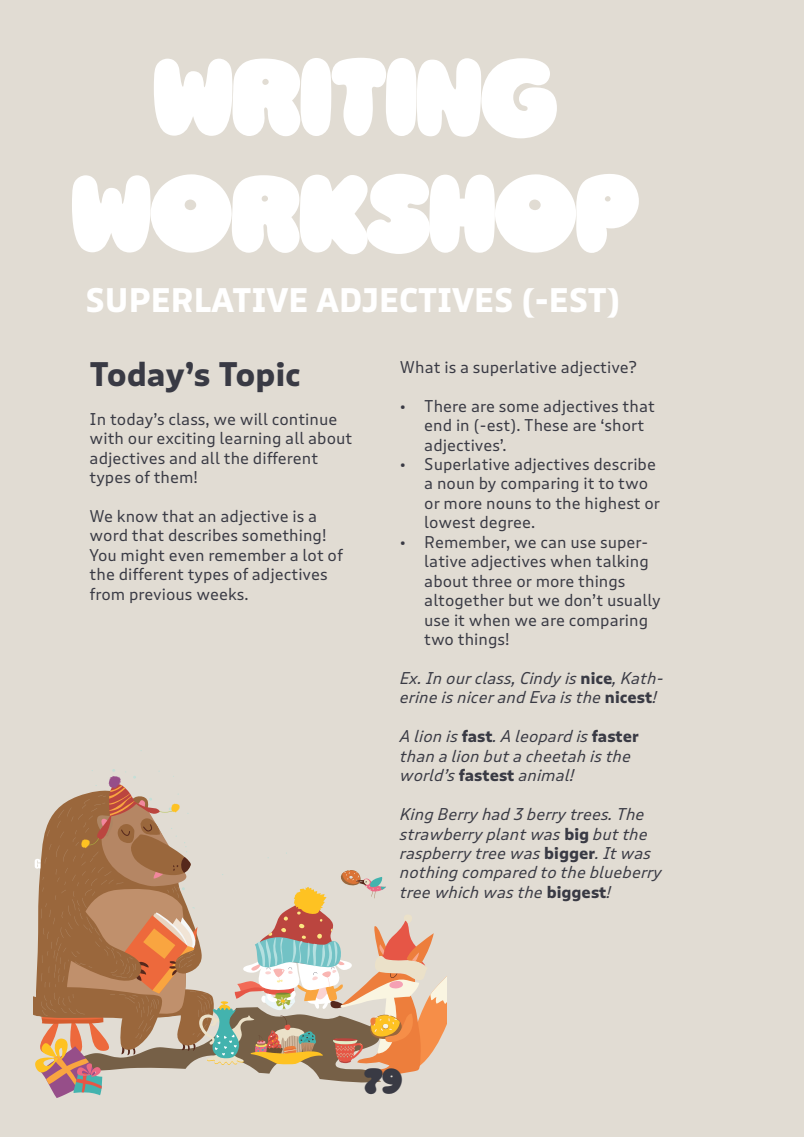 WRITING
WORKSHOP
SUPERLATIVE ADJECTIVES (-EST)
Today’s Topic
In today’s class, we will continue
with our exciting learning all about
adjectives and all the different
types of them!
We know that an adjective is a
word that describes something!
You might even remember a lot of
the different types of adjectives
from previous weeks.
What is a superlative adjective?
• There are some adjectives that
end in (-est). These are ‘short
adjectives’.
• Superlative adjectives describe
a noun by comparing it to two
or more nouns to the highest or
lowest degree.
• Remember, we can use super-
lative adjectives when talking
about three or more things
altogether but we don’t usually
use it when we are comparing
two things!
Ex. In our class, Cindy is nice, Kath-
erine is nicer and Eva is the nicest!
A lion is fast. A leopard is faster
than a lion but a cheetah is the
world’s fastest animal!
King Berry had 3 berry trees. The
strawberry plant was big but the
raspberry tree was bigger. It was
nothing compared to the blueberry
tree which was the biggest!
79